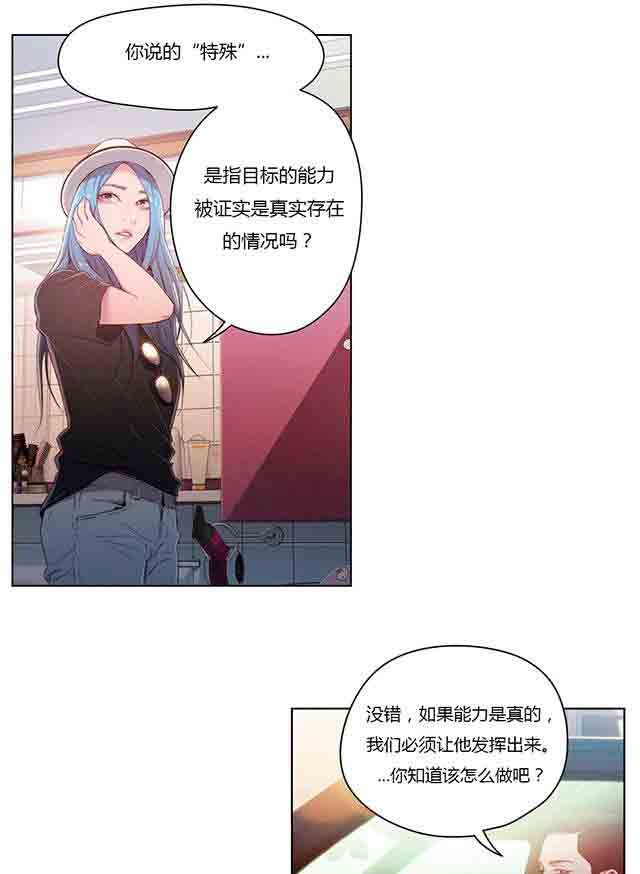 你说的“特殊”…
是指目标的能力
被证实是真实存在
的情况吗？
没错，如果能力是真的，
我们必须让他发挥出来。
…你知道该怎么做吧？